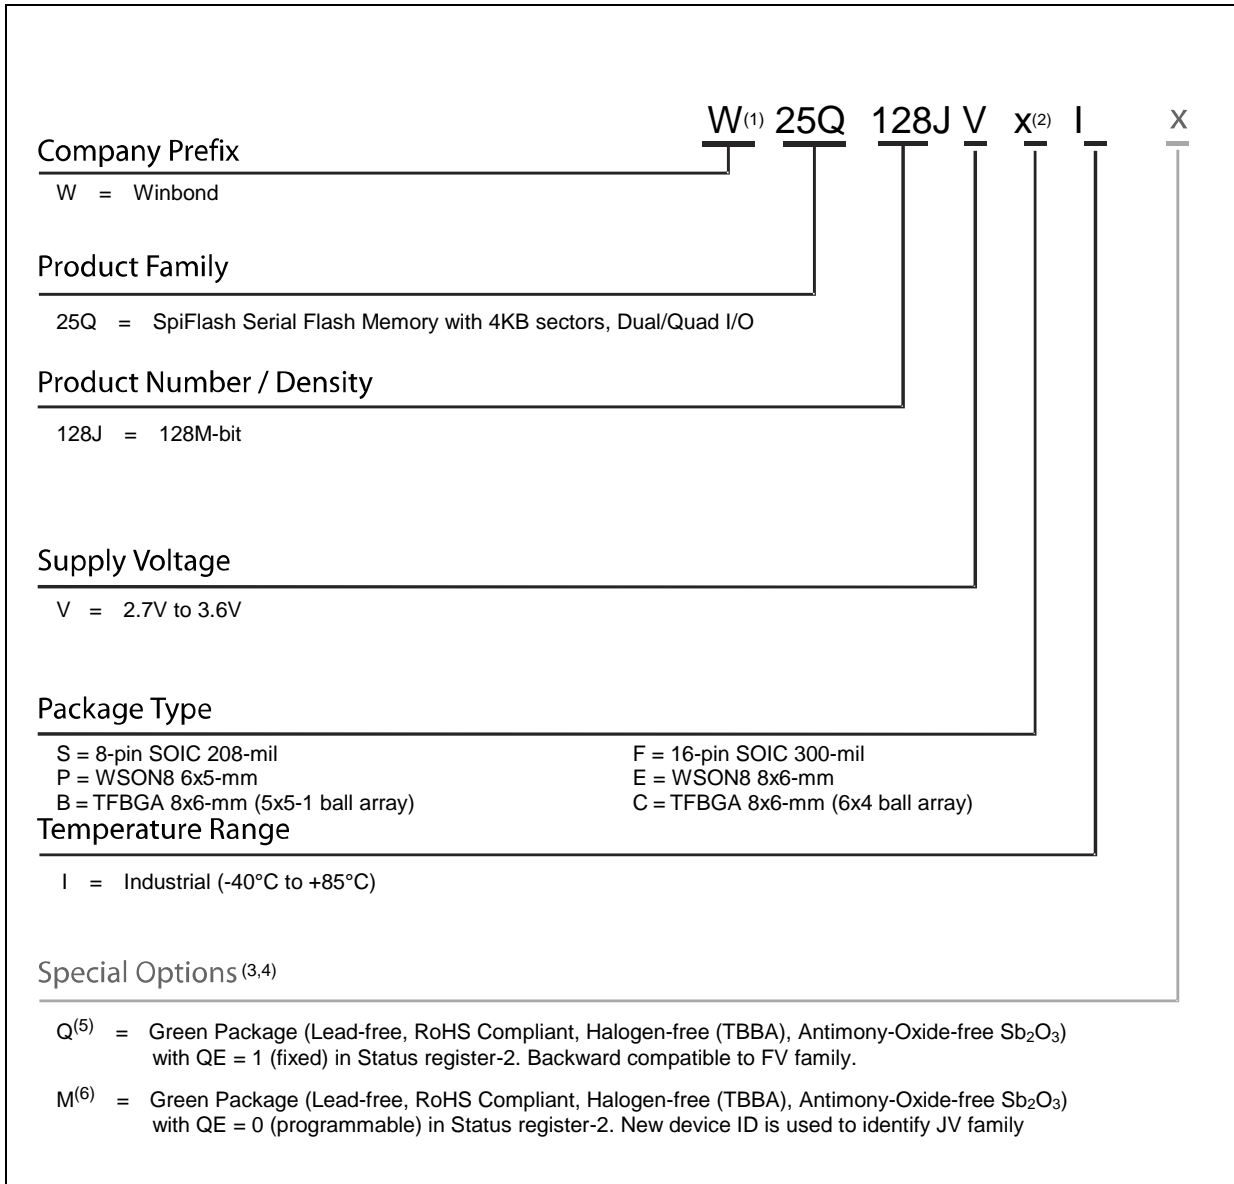 W(1) 25Q 128J V x(2) I x
Company Prefix
W = Winbond
Product Family
25Q = SpiFlash Serial Flash Memory with 4KB sectors, Dual/Quad I/O
Product Number / Density
128J = 128M-bit
Supply Voltage
V = 2.7V to 3.6V
Package Type
S = 8-pin SOIC 208-mil F = 16-pin SOIC 300-mil
P = WSON8 6x5-mm E = WSON8 8x6-mm
B = TFBGA 8x6-mm (5x5-1 ball array) C = TFBGA 8x6-mm (6x4 ball array)
Temperature Range
I = Industrial (-40°C to +85°C)
Special Options (3,4)
Q(5) = Green Package (Lead-free, RoHS Compliant, Halogen-free (TBBA), Antimony-Oxide-free Sb2O3)
with QE = 1 (fixed) in Status register-2. Backward compatible to FV family.
M(6) = Green Package (Lead-free, RoHS Compliant, Halogen-free (TBBA), Antimony-Oxide-free Sb2O3)
with QE = 0 (programmable) in Status register-2. New device ID is used to identify JV family